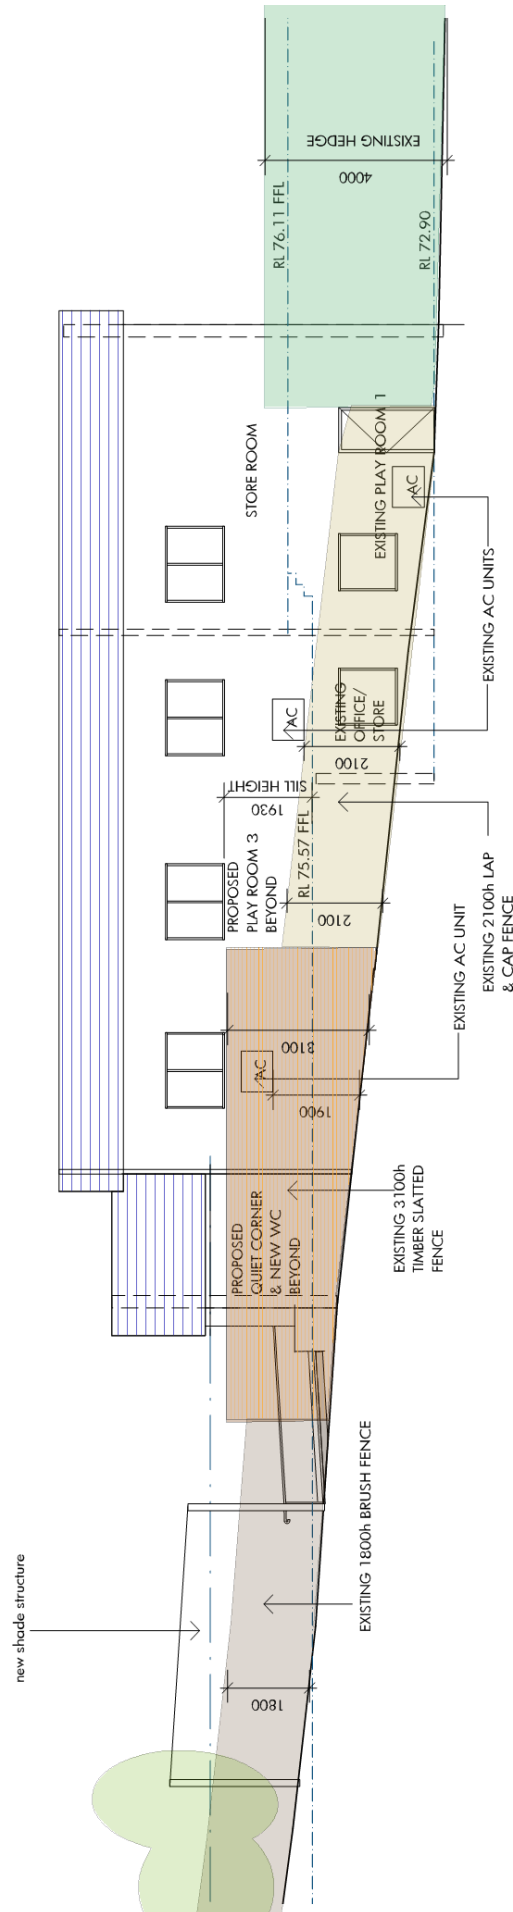 new shade structure
1800
EXISTING 1800h BRUSH FENCE
PROPOSED
QUIET CORNER
& NEW WC
BEYOND
EXISTING 3100h
TIMBER SLATTED
FENCE
1900
AC
3100
EXISTING AC UNIT
PROPOSED
PLAY ROOM 3
BEYOND
2100
RL 75.57 FFL
1930
SILL HEIGHT
EXISTING 2100h LAP
& CAP FENCE
AC
2100
EXISTING
OFFICE/
STORE
EXISTING AC UNITS
STORE ROOM
AC
EXISTING PLAY ROOM 1
RL 76.11 FFL
RL 72.90
4000
EXISTING HEDGE